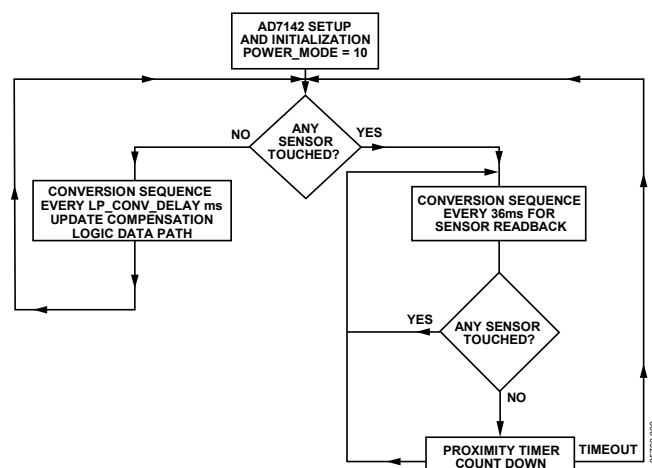 AD7142 SETUP
AND INITIALIZATION
POWER_MODE = 10
NO
ANY
SENSOR
TOUCHED?
YES
CONVERSION SEQUENCE
EVERY LP_CONV_DELAY ms
UPDATE COMPENSATION
LOGIC DATA PATH
CONVERSION SEQUENCE
EVERY 36ms FOR
SENSOR READBACK
YES
ANY SENSOR
TOUCHED?
NO
PROXIMITY TIMER
COUNT DOWN
TIMEOUT